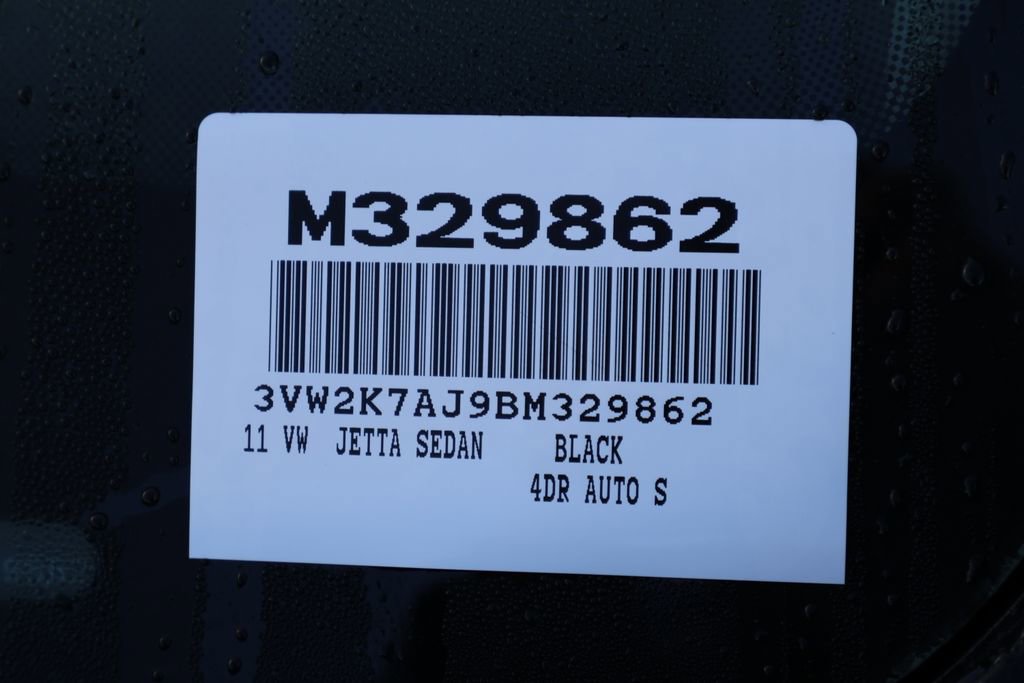 M329862
3VW2K7AJ9BM329862
11 VW JETTA SEDAN BLACK
4DR AUTO S